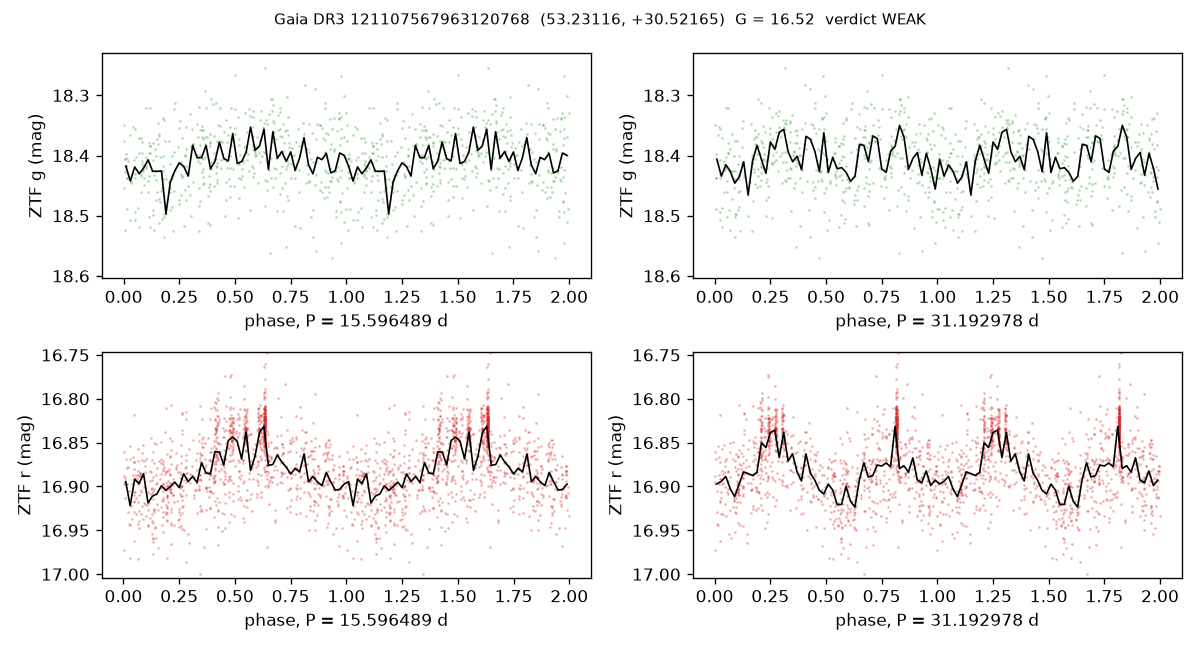 Gaia DR3 121107567963120768 (53.23116, +30.52165) G = 16.52 verdict WEAK
ZTF g (mag)
18.3
18.4
18.5
18.6
0.00 0.25 0.50 0.75 1.00 1.25 1.50 1.75 2.00
phase, P = 15.596489 d
ZTF g (mag)
18.3
18.4
18.5
18.6
0.00 0.25 0.50 0.75 1.00 1.25 1.50 1.75 2.00
phase, P = 31.192978 d
ZTF r (mag)
16.75
16.80
16.85
16.90
16.95
17.00
0.00 0.25 0.50 0.75 1.00 1.25 1.50 1.75 2.00
phase, P = 15.596489 d
ZTF r (mag)
16.75
16.80
16.85
16.90
16.95
17.00
0.00 0.25 0.50 0.75 1.00 1.25 1.50 1.75 2.00
phase, P = 31.192978 d